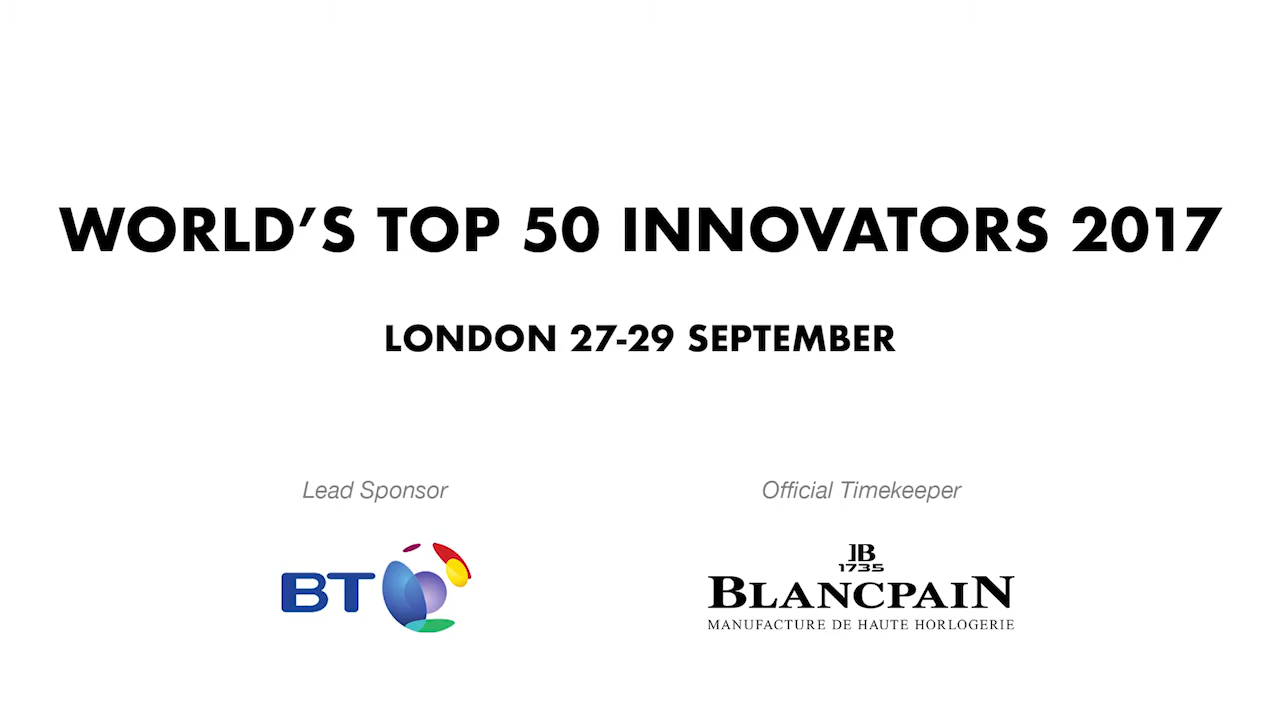 WORLD’S TOP 50 INNOVATORS 2017
LONDON 27-29 SEPTEMBER
Lead Sponsor
Official Timekeeper
BT
JB
1735
BLANCPAIN
MANUFACTURE DE HAUTE HORLOGERIE